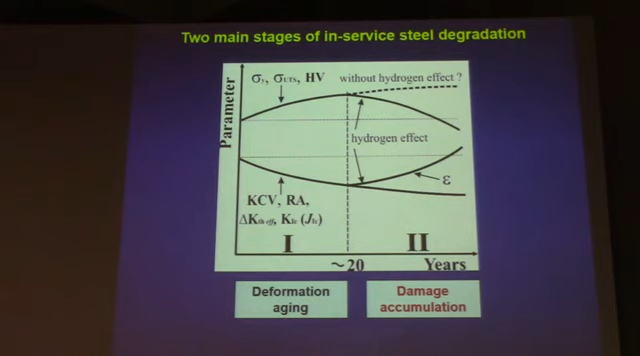 Two main stages of in-service steel degradation
σy, σUTS, HV
without hydrogen effect ?
Parameter
hydrogen effect
ε
KCV, RA,
ΔKth eff, KIc (JIc)
I
II
~20
Years
Deformation
aging
Damage
accumulation